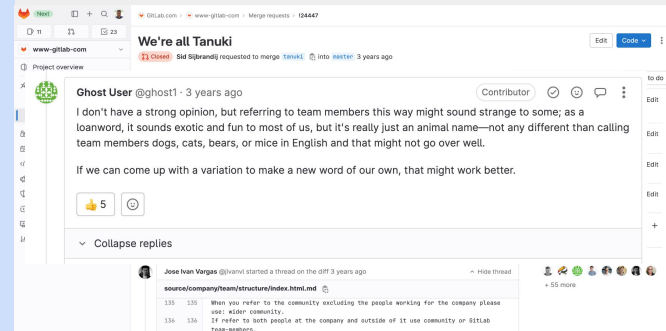 Next
GitLab.com › www-gitlab-com › Merge requests › !24447
11
23
We're all Tanuki
Edit
Code
www-gitlab-com
Closed Sid Sijbrandij requested to merge tanuki into master 3 years ago
Project overview
to do
Ghost User @ghost1 · 3 years ago
Contributor
I don't have a strong opinion, but referring to team members this way might sound strange to some; as a
loanword, it sounds exotic and fun to most of us, but it's really just an animal name—not any different than calling
team members dogs, cats, bears, or mice in English and that might not go over well.
If we can come up with a variation to make a new word of our own, that might work better.
Edit
Edit
Edit
Edit
👍 5
Collapse replies
Jose Ivan Vargas @jivanvl started a thread on the diff 3 years ago
Hide thread
+ 55 more
source/company/team/structure/index.html.md
135 135 When you refer to the community excluding the people working for the company please
use: wider community.
136 136 If refer to both people at the company and outside of it use community or GitLab
team-members.